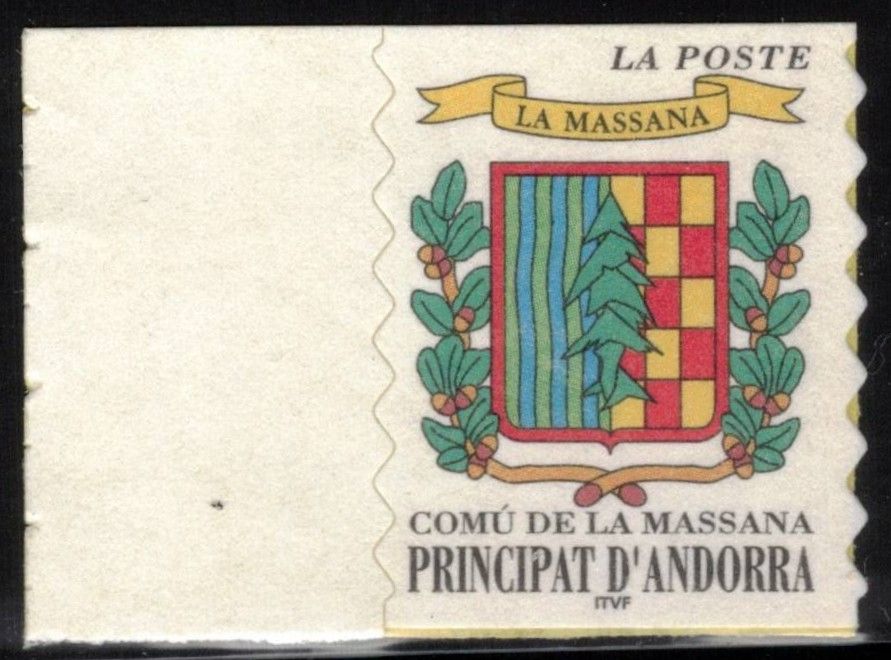 LA POSTE
LA MASSANA
COMÚ DE LA MASSANA
PRINCIPAT D'ANDORRA
ITVF